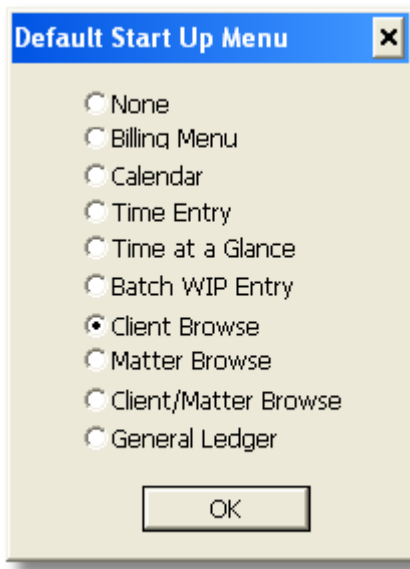 Default Start Up Menu
None
Billing Menu
Calendar
Time Entry
Time at a Glance
Batch WIP Entry
Client Browse
Matter Browse
Client/Matter Browse
General Ledger
OK